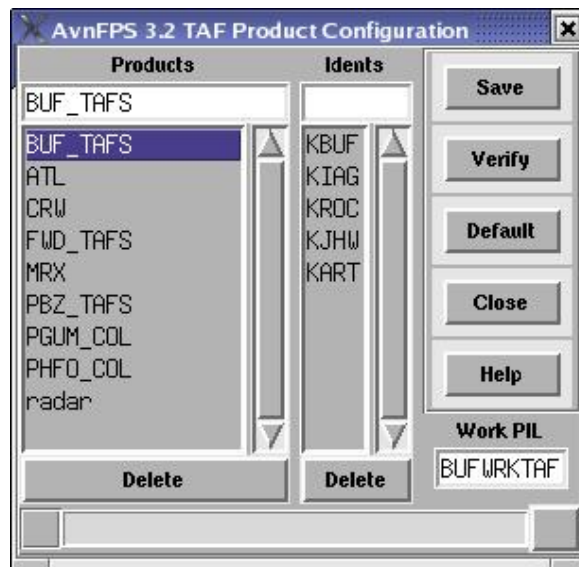 AvnFPS 3.2 TAF Product Configuration
Products
BUF_TAFS
BUF_TAFS
ATL
CRW
FWD_TAFS
MRX
PBZ_TAFS
PGUM_COL
PHFO_COL
radar
Delete
Idents
KBUF
KIAG
KROC
KJHW
KART
Delete
Save
Verify
Default
Close
Help
Work PIL
BUFWRKTAF